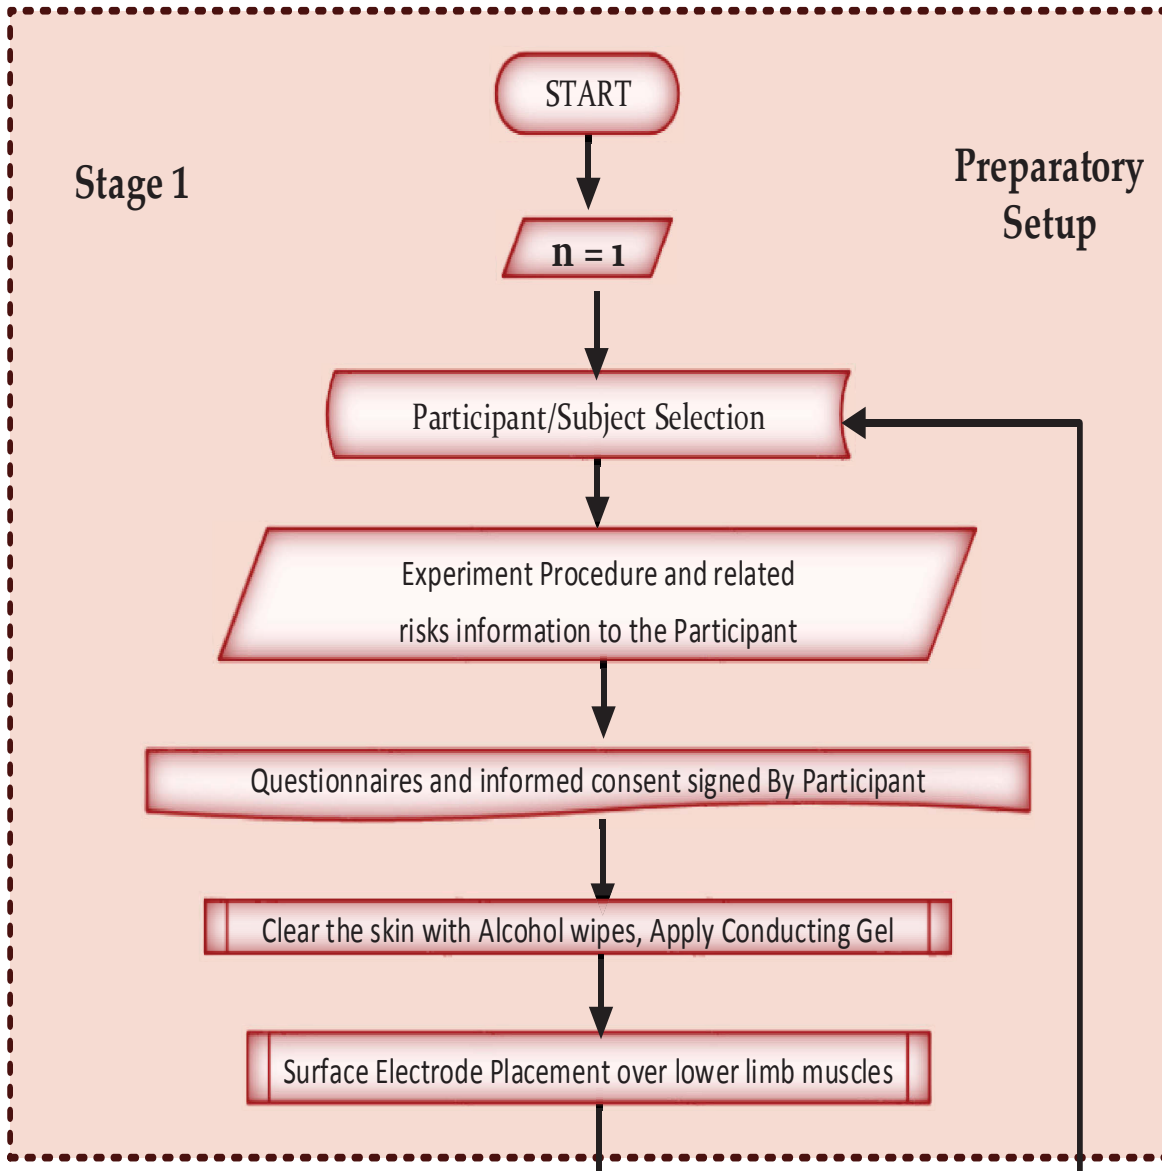 START
Stage 1
Preparatory
Setup
n = 1
Participant/Subject Selection
Experiment Procedure and related
risks information to the Participant
Questionnaires and informed consent signed By Participant
Clear the skin with Alcohol wipes, Apply Conducting Gel
Surface Electrode Placement over lower limb muscles